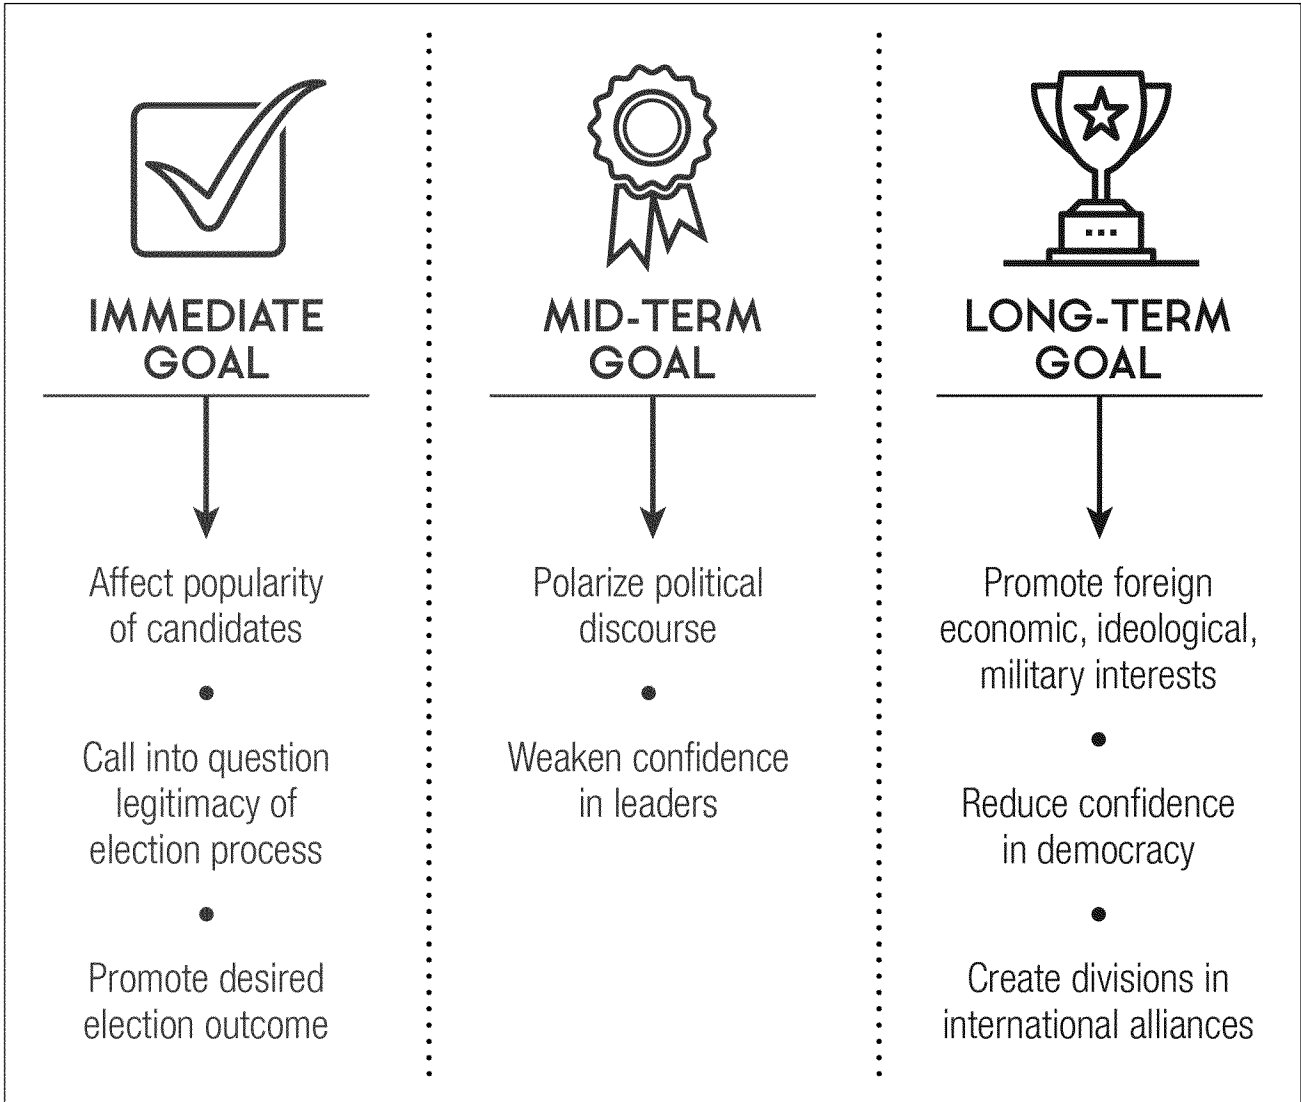 IMMEDIATE
GOAL
Affect popularity
of candidates
•
Call into question
legitimacy of
election process
•
Promote desired
election outcome
MID-TERM
GOAL
Polarize political
discourse
•
Weaken confidence
in leaders
LONG-TERM
GOAL
Promote foreign
economic, ideological,
military interests
•
Reduce confidence
in democracy
•
Create divisions in
international alliances